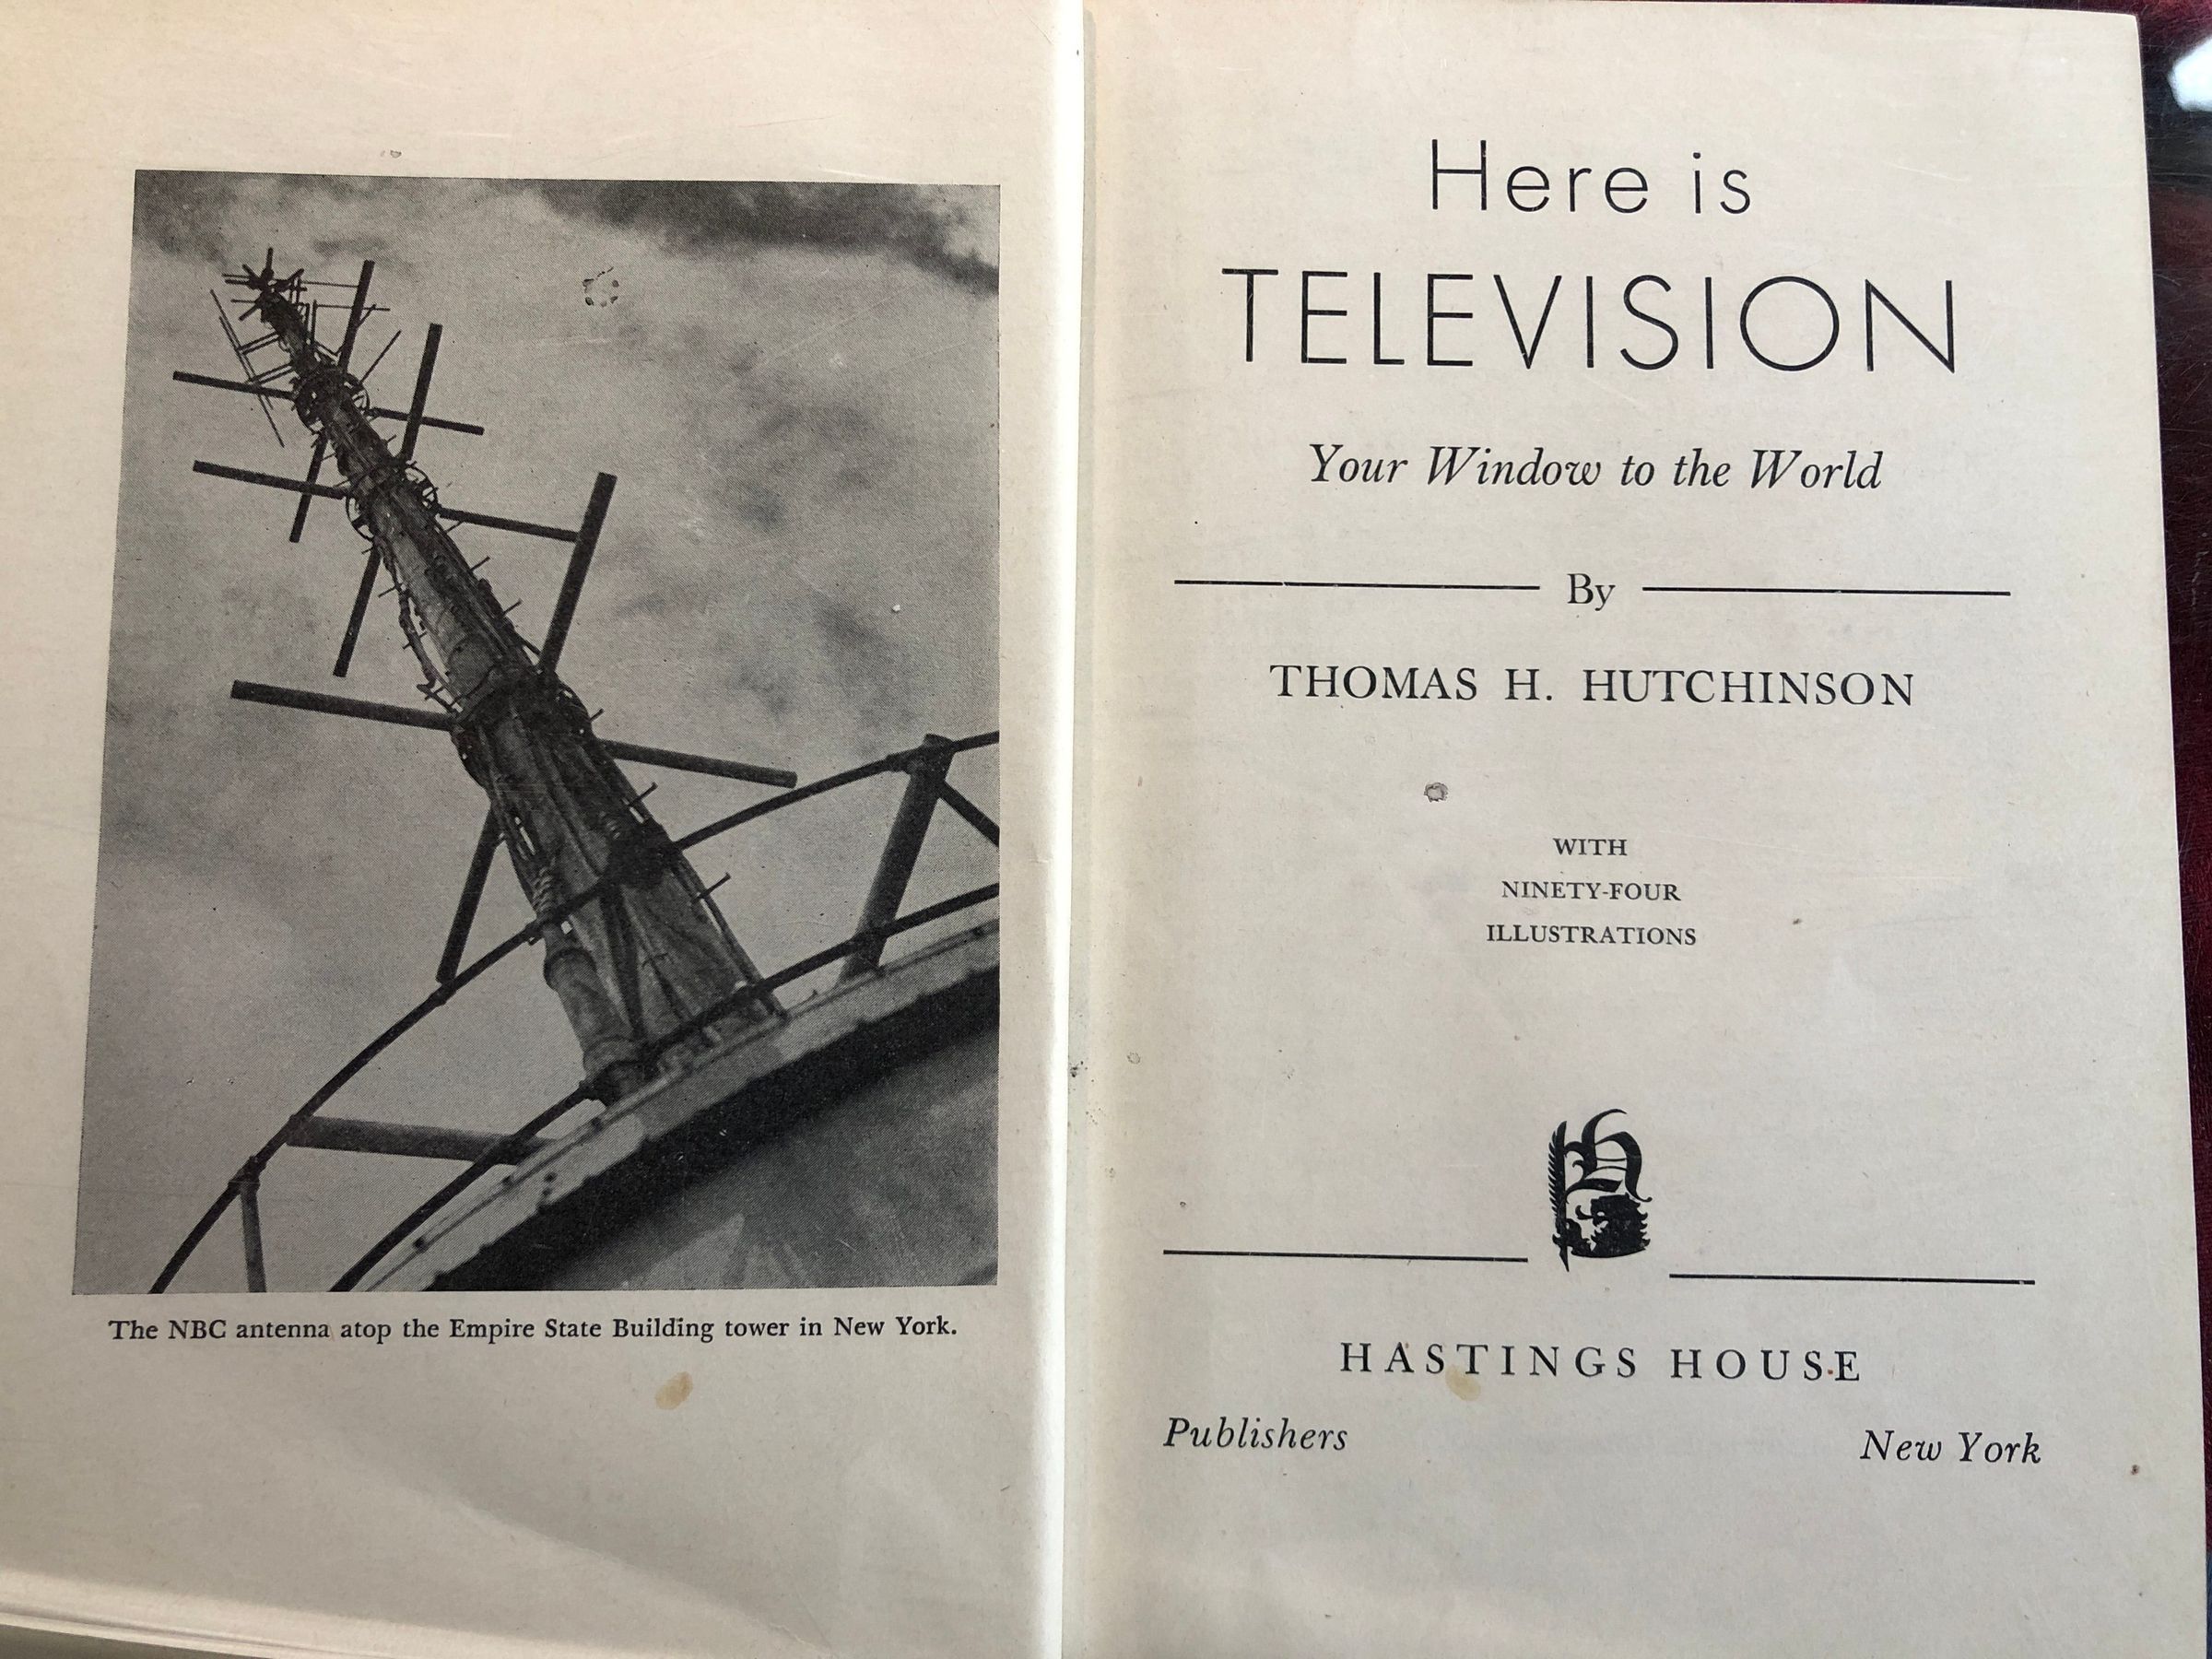 The NBC antenna atop the Empire State Building tower in New York.
Here is
TELEVISION
Your Window to the World
By
THOMAS H. HUTCHINSON
WITH
NINETY-FOUR
ILLUSTRATIONS
H
HASTINGS HOUSE
Publishers New York